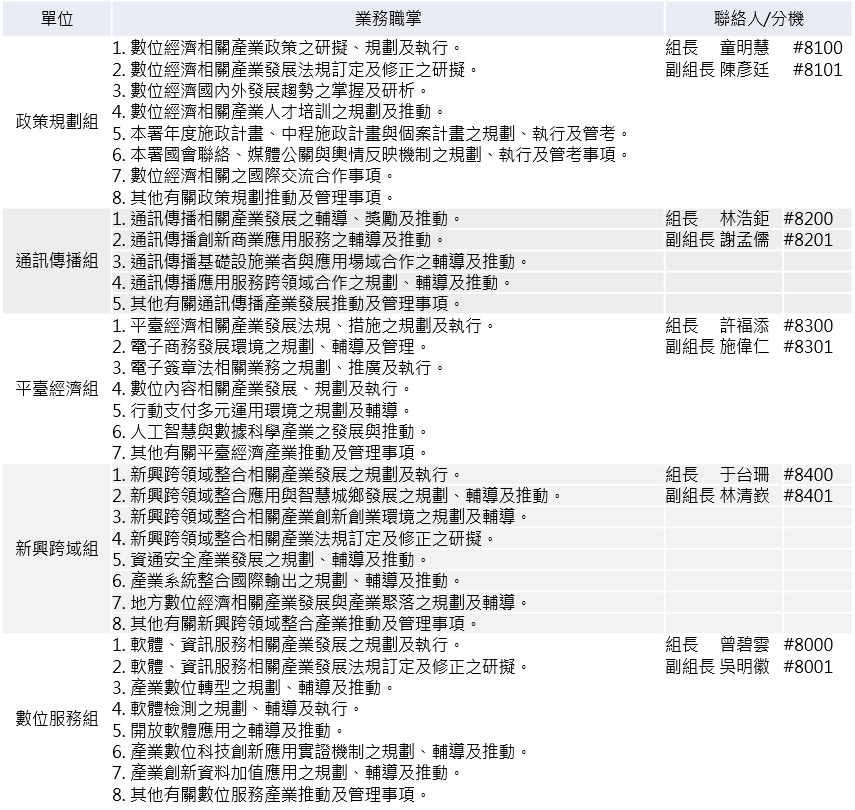 單位 業務職掌 聯絡人/分機
1. 數位經濟相關產業政策之研擬、規劃及執行。 組長 童明慧 #8100
2. 數位經濟相關產業發展法規訂定及修正之研擬。 副組長 陳彥廷 #8101
3. 數位經濟國內外發展趨勢之掌握及研析。
4. 數位經濟相關產業人才培訓之規劃及推動。
政策規劃組
5. 本署年度施政計畫、中程施政計畫與個案計畫之規劃、執行及管考。
6. 本署國會聯絡、媒體公關與輿情反映機制之規劃、執行及管考事項。
7. 數位經濟相關之國際交流合作事項。
8. 其他有關政策規劃推動及管理事項。
1. 通訊傳播相關產業發展之輔導、獎勵及推動。 組長 林浩鉅 #8200
2. 通訊傳播創新商業應用服務之輔導及推動。 副組長 謝孟儒 #8201
通訊傳播組 3. 通訊傳播基礎設施業者與應用場域合作之輔導及推動。
4. 通訊傳播應用服務跨領域合作之規劃、輔導及推動。
5. 其他有關通訊傳播產業發展推動及管理事項。
1. 平臺經濟相關產業發展法規、措施之規劃及執行。 組長 許福添 #8300
2. 電子商務發展環境之規劃、輔導及管理。 副組長 施偉仁 #8301
3. 電子簽章法相關業務之規劃、推廣及執行。
平臺經濟組 4. 數位內容相關產業發展、規劃及執行。
5. 行動支付多元運用環境之規劃及輔導。
6. 人工智慧與數據科學產業之發展與推動。
7. 其他有關平臺經濟產業推動及管理事項。
1. 新興跨領域整合相關產業發展之規劃及執行。 組長 于台珊 #8400
2. 新興跨領域整合應用與智慧城鄉發展之規劃、輔導及推動。 副組長 林清嶔 #8401
3. 新興跨領域整合相關產業創新創業環境之規劃及輔導。
4. 新興跨領域整合相關產業法規訂定及修正之研擬。
新興跨域組
5. 資通安全產業發展之規劃、輔導及推動。
6. 產業系統整合國際輸出之規劃、輔導及推動。
7. 地方數位經濟相關產業發展與產業聚落之規劃及輔導。
8. 其他有關新興跨領域整合產業推動及管理事項。
1. 軟體、資訊服務相關產業發展之規劃及執行。 組長 曾碧雲 #8000
2. 軟體、資訊服務相關產業發展法規訂定及修正之研擬。 副組長 吳明徽 #8001
3. 產業數位轉型之規劃、輔導及推動。
4. 軟體檢測之規劃、輔導及執行。
數位服務組
5. 開放軟體應用之輔導及推動。
6. 產業數位科技創新應用實證機制之規劃、輔導及推動。
7. 產業創新資料加值應用之規劃、輔導及推動。
8. 其他有關數位服務產業推動及管理事項。